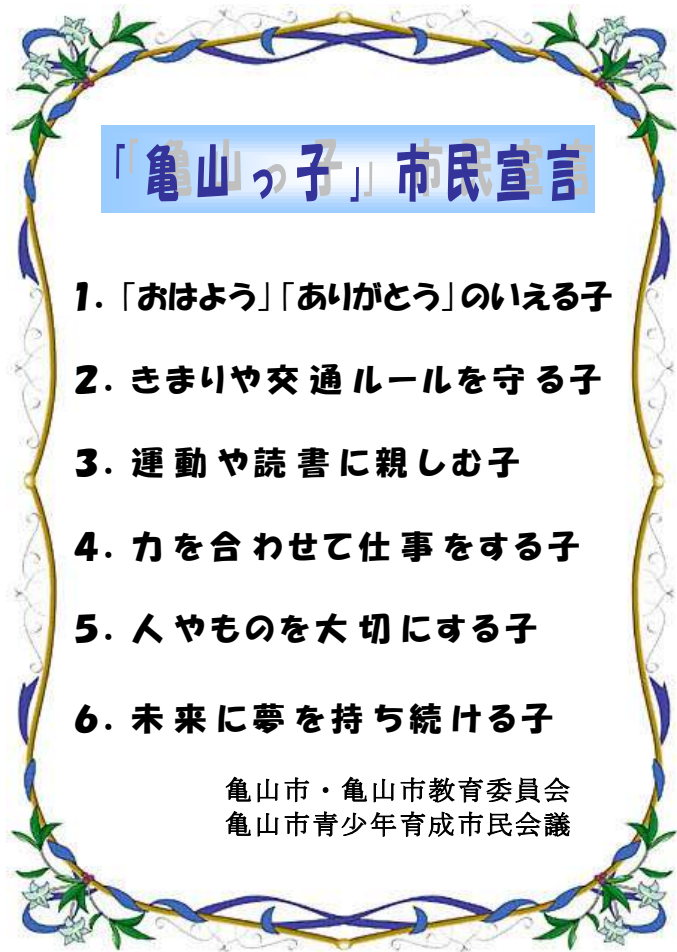 「亀山っ子」市民宣言
1.「おはよう」「ありがとう」のいえる子
2.きまりや交通ルールを守る子
3.運動や読書に親しむ子
4.力を合わせて仕事をする子
5.人やものを大切にする子
6.未来に夢を持ち続ける子
亀山市・亀山市教育委員会
亀山市青少年育成市民会議